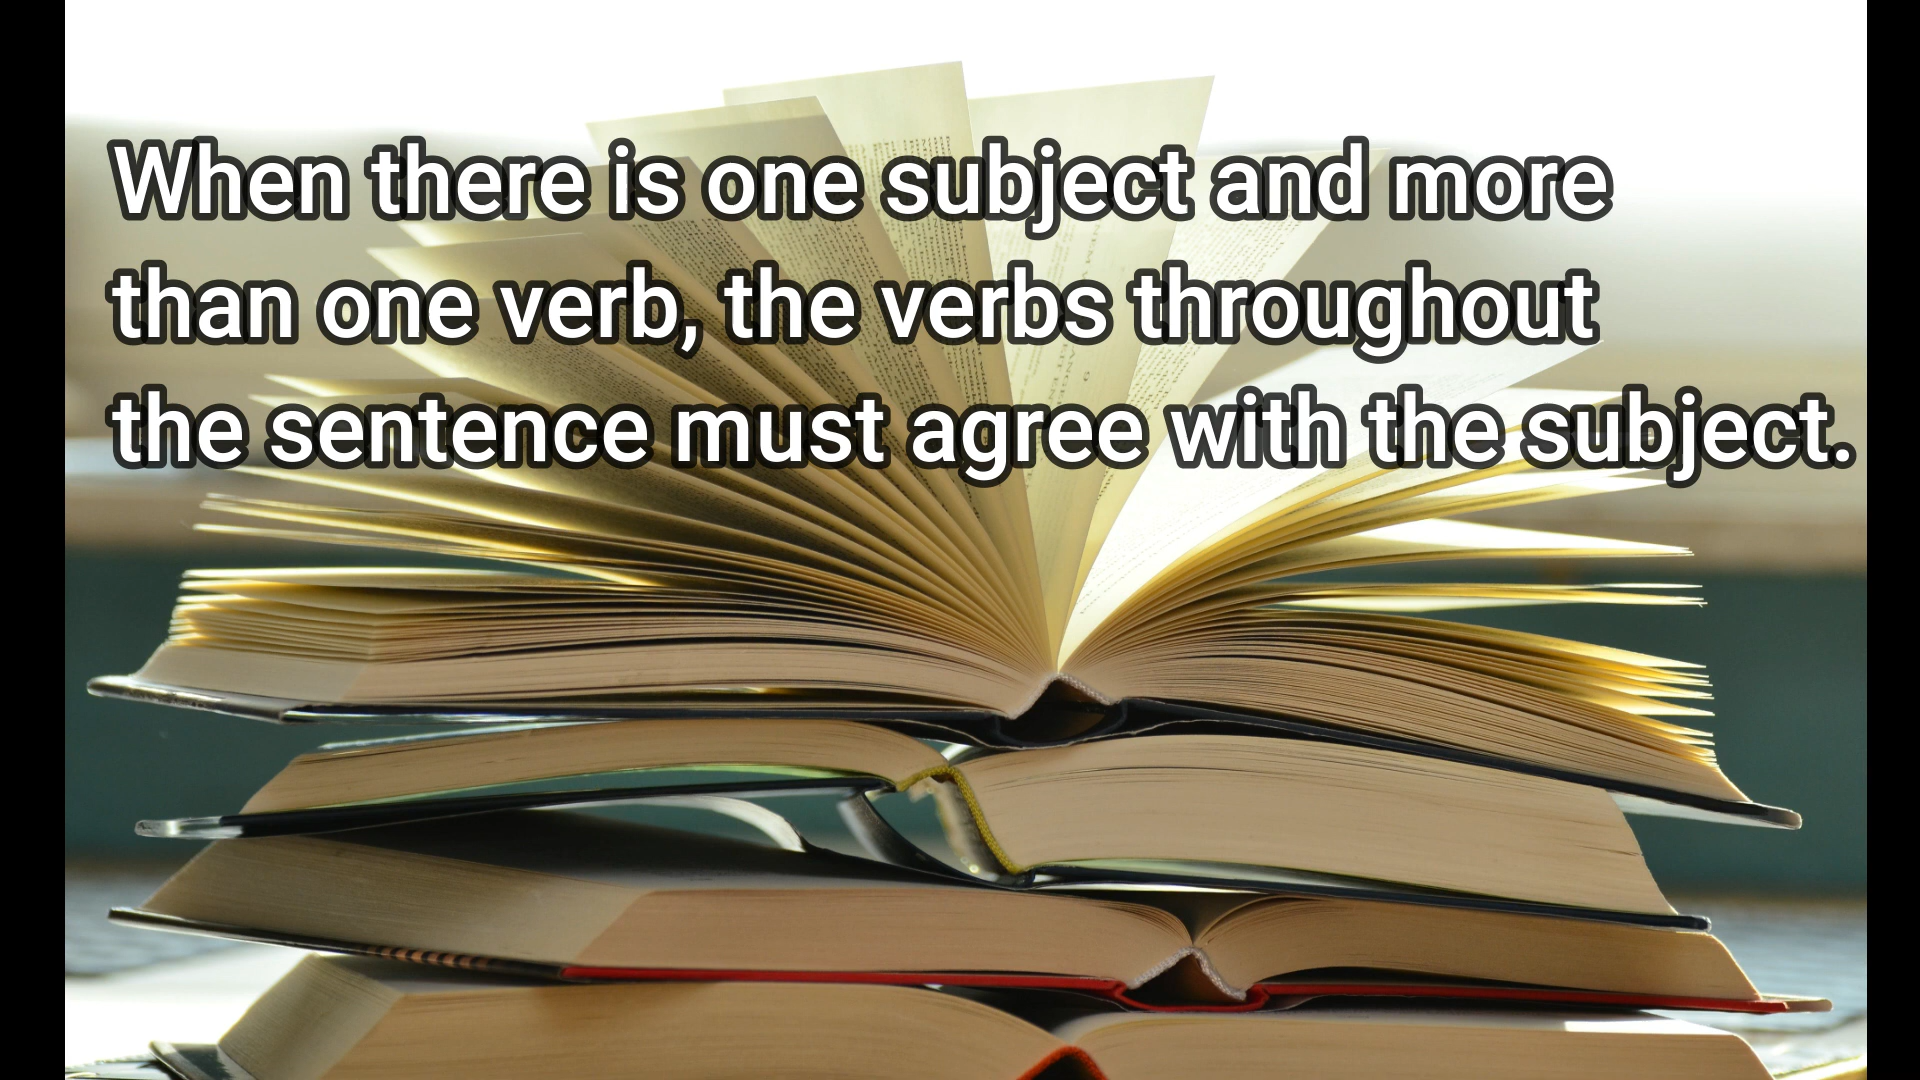 When there is one subject and more
than one verb, the verbs throughout
the sentence must agree with the subject.